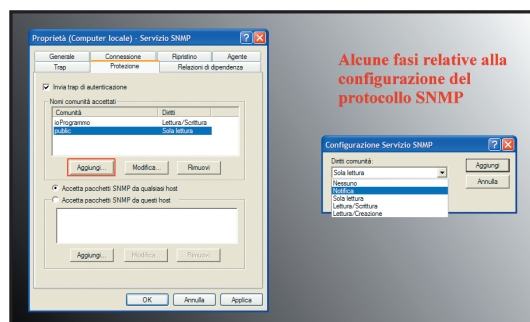 Proprietà (Computer locale) - Servizio SNMP
Generale Connessione Ripristino Agente
Trap Protezione Relazioni di dipendenza
Invia trap di autenticazione
Nomi comunità accettati
Comunità Diritti
ioProgrammo Lettura/Scrittura
public Sola lettura
Aggiungi... Modifica... Rimuovi
Accetta pacchetti SNMP da qualsiasi host
Accetta pacchetti SNMP da questi host
Aggiungi... Modifica... Rimuovi
OK Annulla Applica
Alcune fasi relative alla
configurazione del
protocollo SNMP
Configurazione Servizio SNMP
Diritti comunità:
Sola lettura
Aggiungi
Nessuno
Notifica
Annulla
Sola lettura
Lettura/Scrittura
Lettura/Creazione